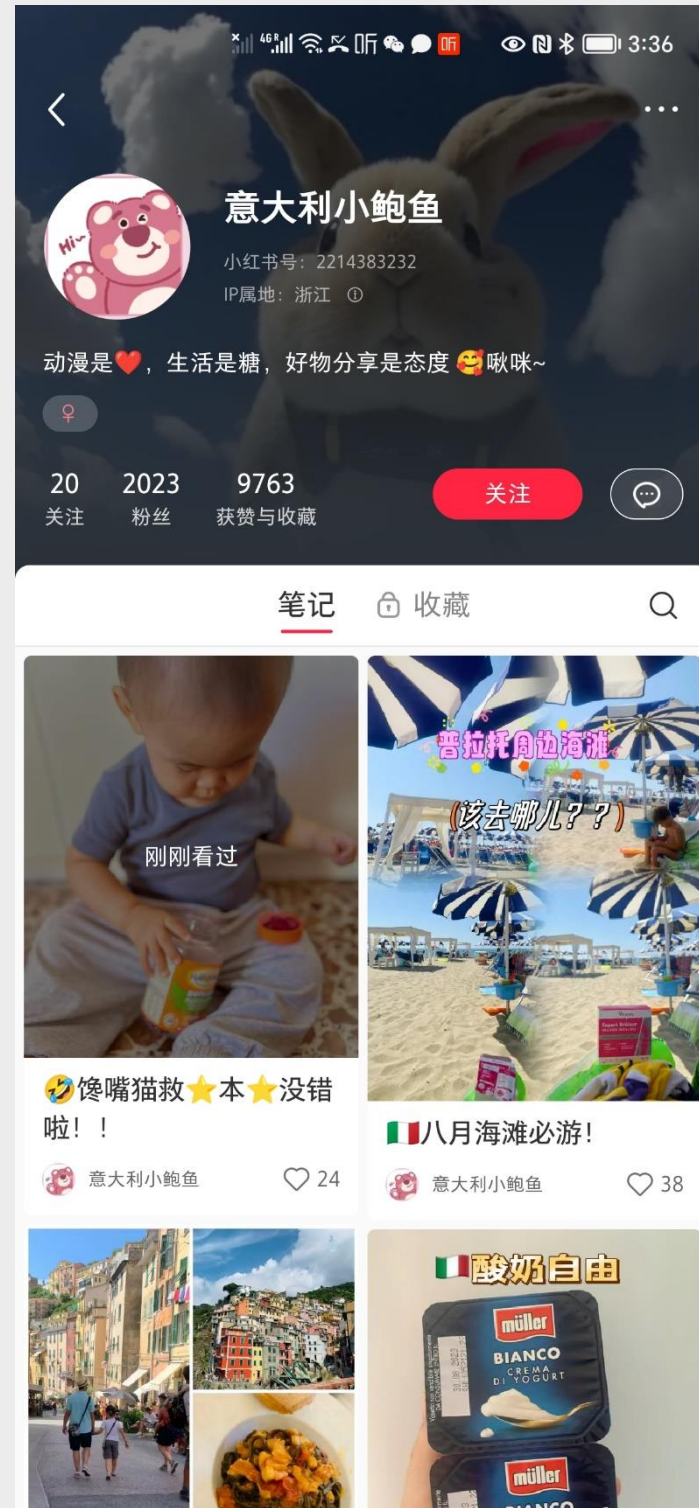 46R 听 听 3:36
Hi~
意大利小鲍鱼
小红书号：2214383232
IP属地：浙江
动漫是❤️，生活是糖，好物分享是态度 🥰啾咪~
♀
20 2023 9763
关注 粉丝 获赞与收藏
关注
笔记 收藏
刚刚看过
🤣馋嘴猫救⭐本⭐没错
啦！！
意大利小鲍鱼 24
普拉托周边海滩
(该去哪儿？？)
🇮🇹八月海滩必游！
意大利小鲍鱼 38
🇮🇹酸奶自由
müller
BIANCO
CREMA
DI YOGURT
müller
BIANCO